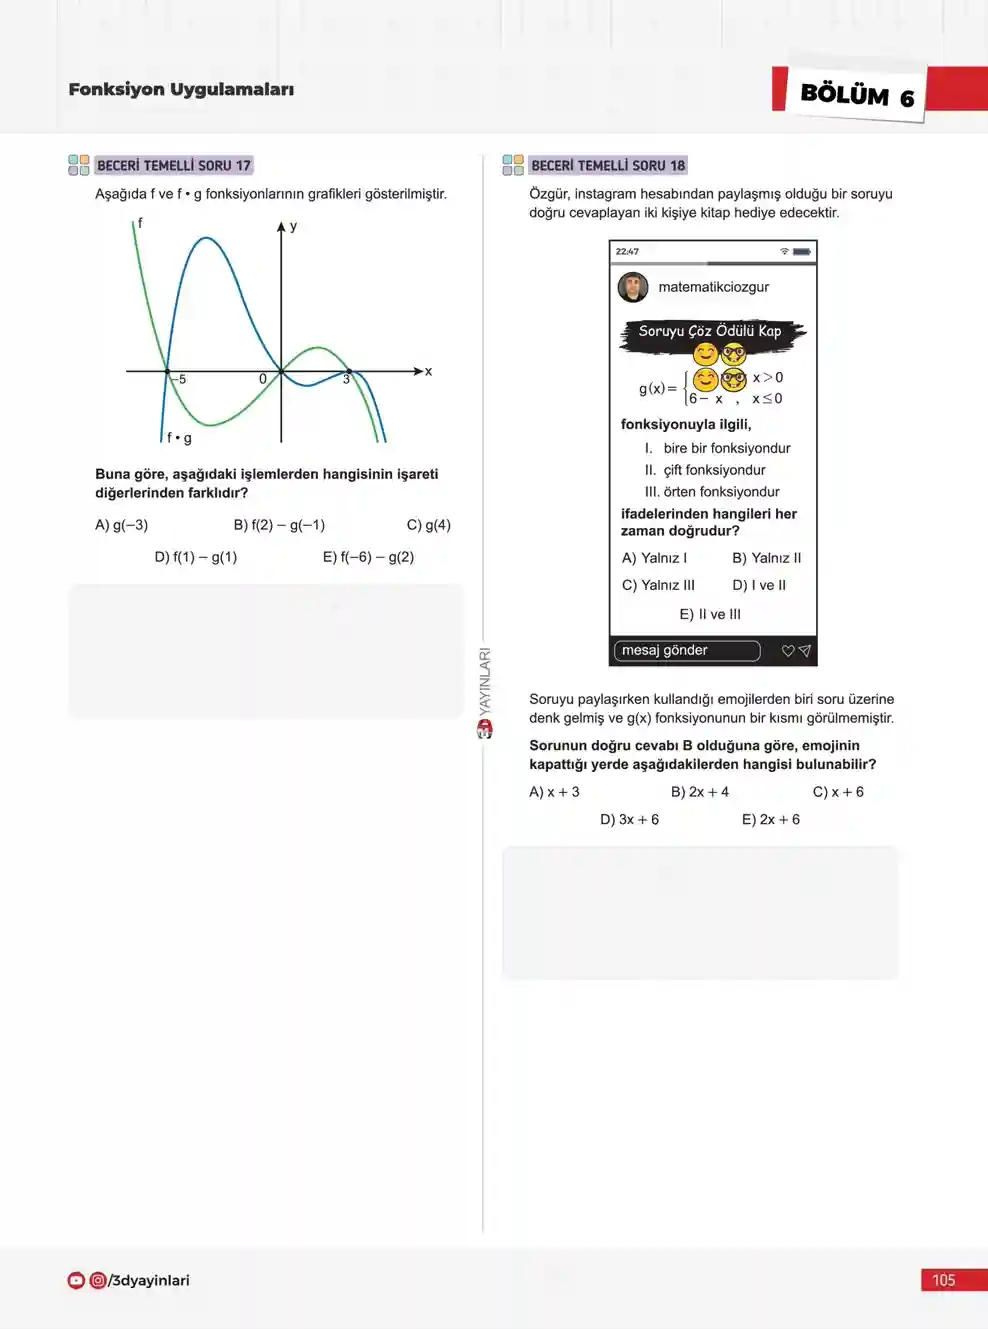 Fonksiyon Uygulamaları
BÖLÜM 6
BECERİ TEMELLİ SORU 17
Aşağıda f ve f • g fonksiyonlarının grafikleri gösterilmiştir.
f
y
x
-5
0
3
f • g
Buna göre, aşağıdaki işlemlerden hangisinin işareti
diğerlerinden farklıdır?
A) g(−3) B) f(2) − g(−1) C) g(4)
D) f(1) − g(1) E) f(−6) − g(2)
YAYINLARI
BECERİ TEMELLİ SORU 18
Özgür, instagram hesabından paylaşmış olduğu bir soruyu
doğru cevaplayan iki kişiye kitap hediye edecektir.
22:47
matematikciozgur
Soruyu Çöz Ödülü Kap
g(x) = { x > 0
6 − x , x ≤ 0
fonksiyonuyla ilgili,
I. bire bir fonksiyondur
II. çift fonksiyondur
III. örten fonksiyondur
ifadelerinden hangileri her
zaman doğrudur?
A) Yalnız I B) Yalnız II
C) Yalnız III D) I ve II
E) II ve III
mesaj gönder
Soruyu paylaşırken kullandığı emojilerden biri soru üzerine
denk gelmiş ve g(x) fonksiyonunun bir kısmı görülmemiştir.
Sorunun doğru cevabı B olduğuna göre, emojinin
kapattığı yerde aşağıdakilerden hangisi bulunabilir?
A) x + 3 B) 2x + 4 C) x + 6
D) 3x + 6 E) 2x + 6
/3dyayinlari
105